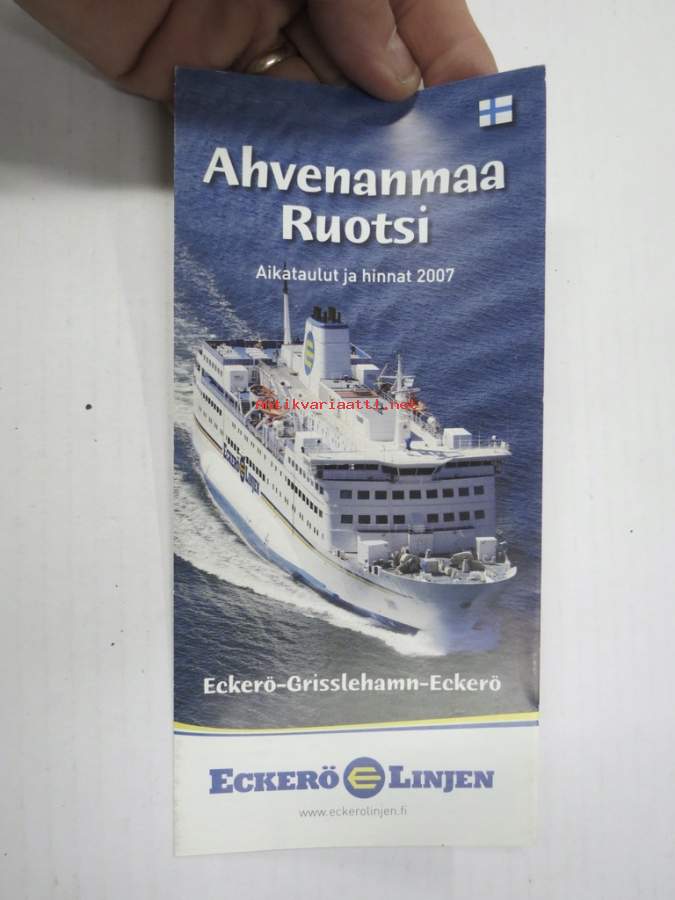 Ahvenanmaa
Ruotsi
Aikataulut ja hinnat 2007
Antikvariaatti.net
ECKERÖ LINJEN
Eckerö-Grisslehamn-Eckerö
ECKERÖ LINJEN
www.eckerolinjen.fi